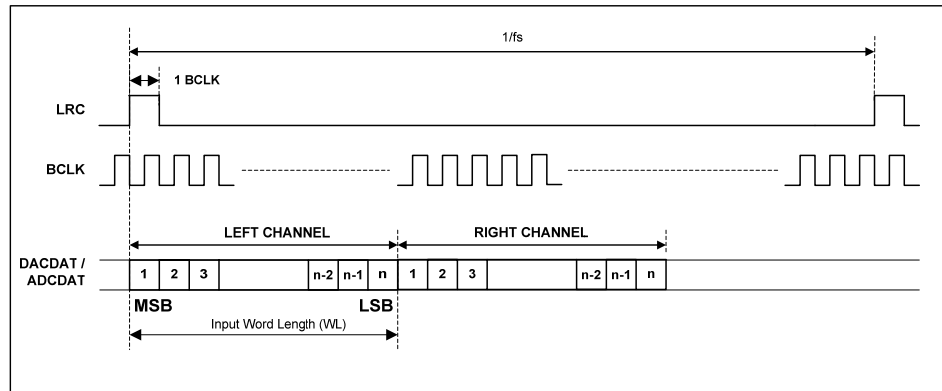 1/fs
1 BCLK
LRC
BCLK
LEFT CHANNEL
RIGHT CHANNEL
DACDAT /
ADCDAT
1 2 3 n-2 n-1 n 1 2 3 n-2 n-1 n
MSB
LSB
Input Word Length (WL)